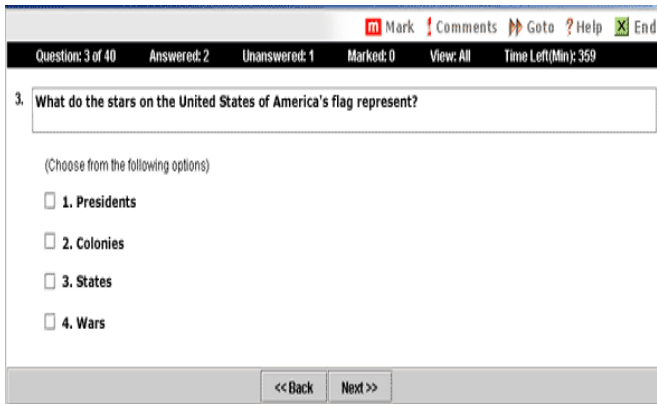 m Mark ! Comments Goto ? Help X End
Question: 3 of 40 Answered: 2 Unanswered: 1 Marked: 0 View: All Time Left(Min): 359
3. What do the stars on the United States of America's flag represent?
(Choose from the following options)
1. Presidents
2. Colonies
3. States
4. Wars
<< Back Next >>